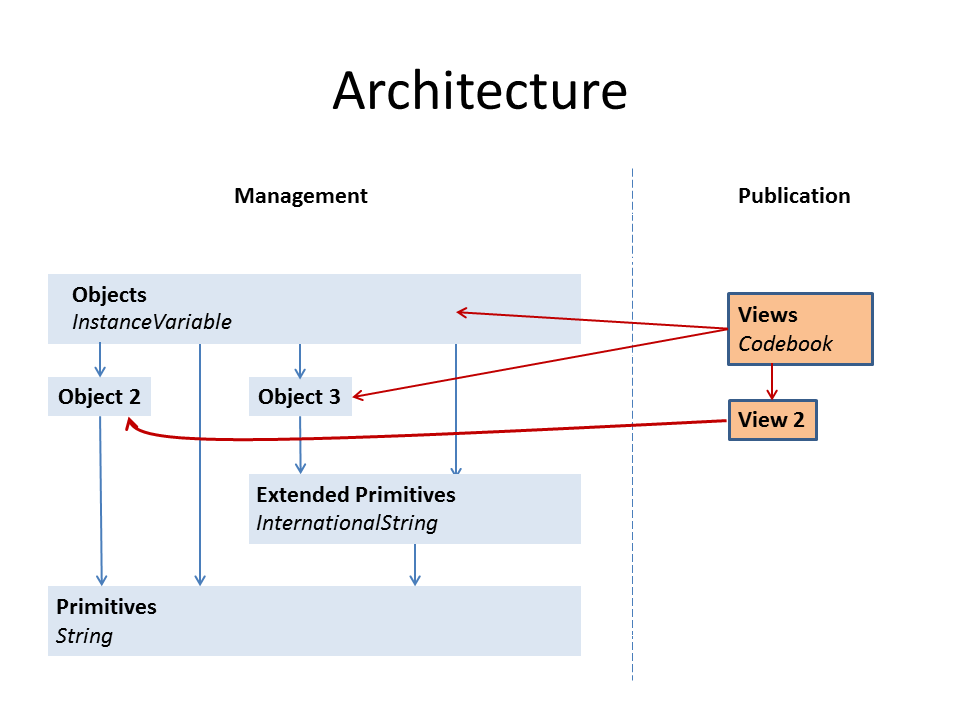 Architecture
Management
Publication
Objects
InstanceVariable
Views
Codebook
Object 2
Object 3
View 2
Extended Primitives
InternationalString
Primitives
String